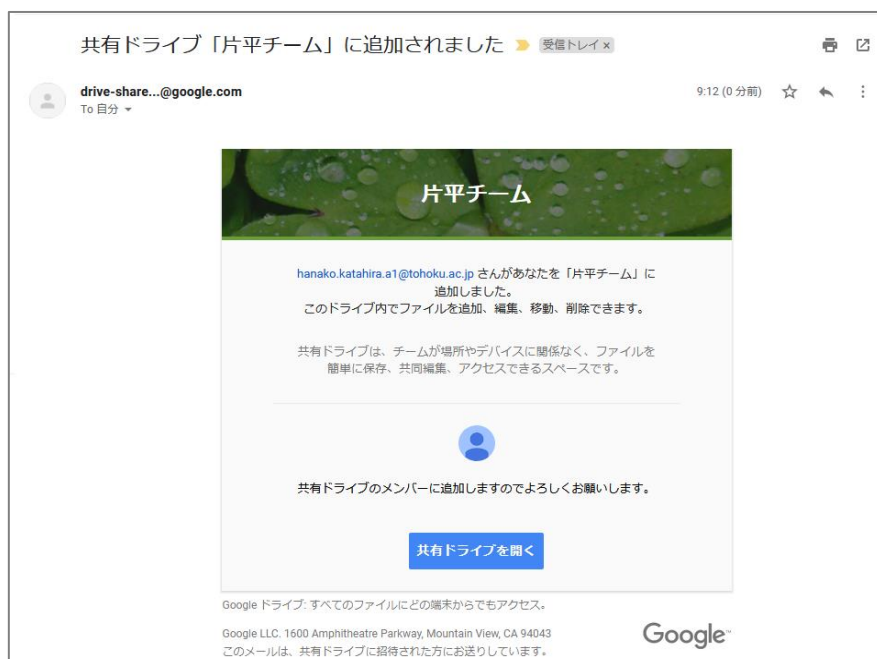 共有ドライブ「片平チーム」に追加されました
受信トレイ ×
drive-share...@google.com
9:12 (0 分前)
To 自分
片平チーム
hanako.katahira.a1@tohoku.ac.jp さんがあなたを「片平チーム」に
追加しました。
このドライブ内でファイルを追加、編集、移動、削除できます。
共有ドライブは、チームが場所やデバイスに関係なく、ファイルを
簡単に保存、共同編集、アクセスできるスペースです。
共有ドライブのメンバーに追加しますのでよろしくお願いします。
共有ドライブを開く
Google ドライブ: すべてのファイルにどの端末からでもアクセス。
Google LLC. 1600 Amphitheatre Parkway, Mountain View, CA 94043
このメールは、共有ドライブに招待された方にお送りしています。
Google™